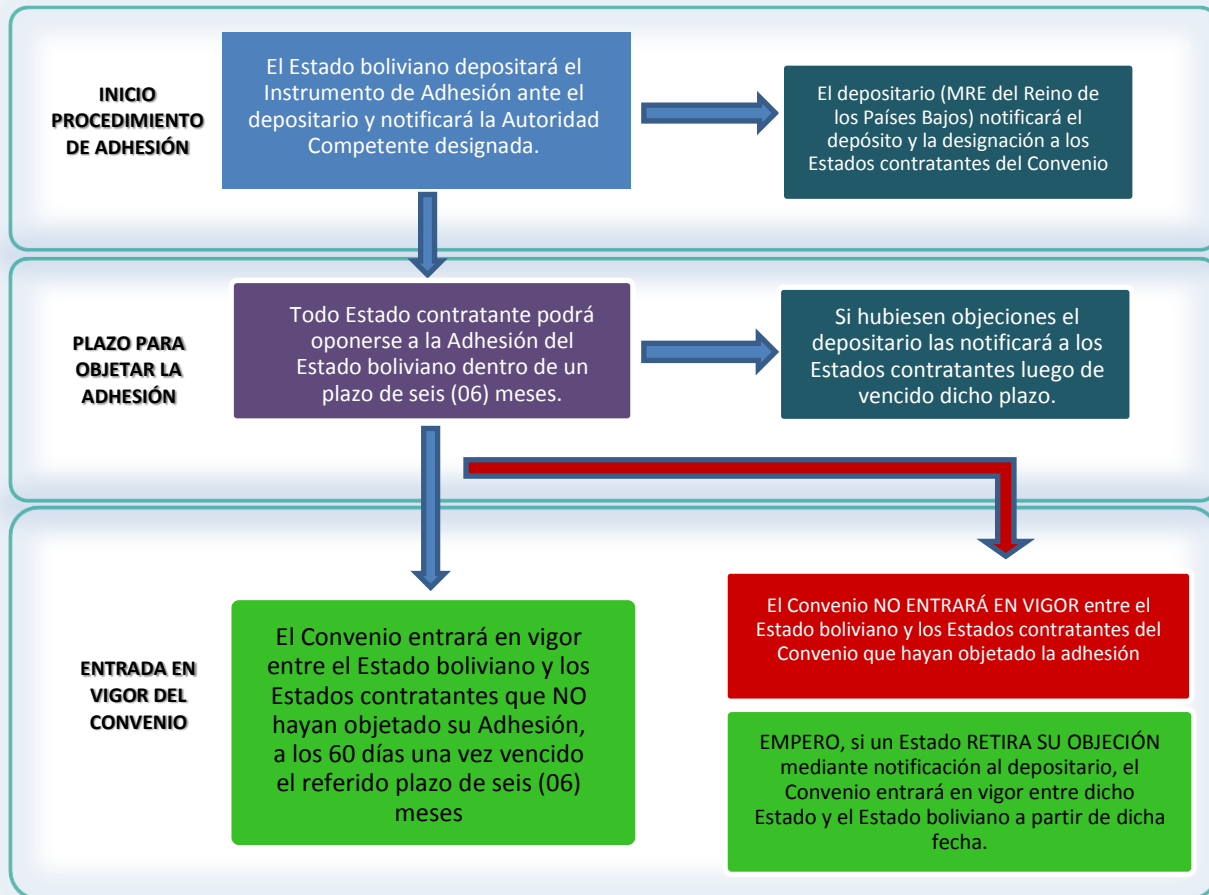 INICIO
PROCEDIMIENTO
DE ADHESIÓN
El Estado boliviano depositará el
Instrumento de Adhesión ante el
depositario y notificará la Autoridad
Competente designada.
El depositario (MRE del Reino de
los Países Bajos) notificará el
depósito y la designación a los
Estados contratantes del Convenio
PLAZO PARA
OBJETAR LA
ADHESIÓN
Todo Estado contratante podrá
oponerse a la Adhesión del
Estado boliviano dentro de un
plazo de seis (06) meses.
Si hubiesen objeciones el
depositario las notificará a los
Estados contratantes luego de
vencido dicho plazo.
ENTRADA EN
VIGOR DEL
CONVENIO
El Convenio entrará en vigor
entre el Estado boliviano y los
Estados contratantes que NO
hayan objetado su Adhesión,
a los 60 días una vez vencido
el referido plazo de seis (06)
meses
El Convenio NO ENTRARÁ EN VIGOR entre el
Estado boliviano y los Estados contratantes del
Convenio que hayan objetado la adhesión
EMPERO, si un Estado RETIRA SU OBJECIÓN
mediante notificación al depositario, el
Convenio entrará en vigor entre dicho
Estado y el Estado boliviano a partir de dicha
fecha.